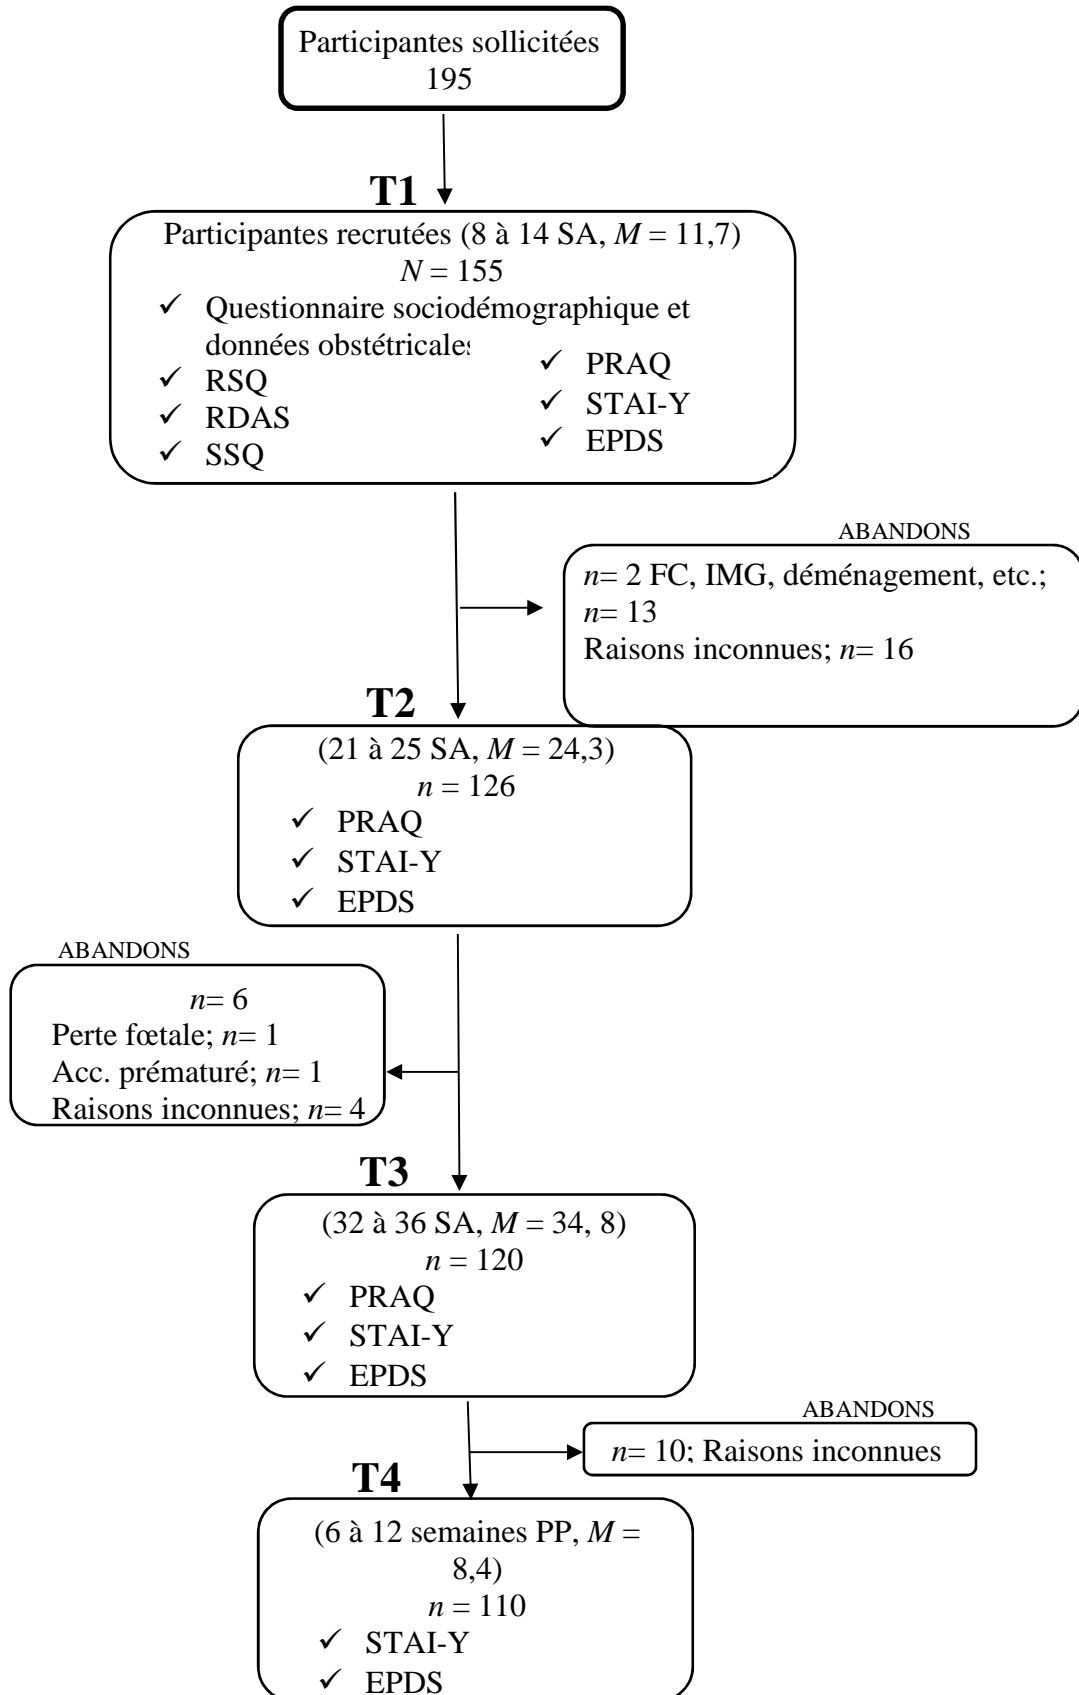 Participantes sollicitées
195
T1
Participantes recrutées (8 à 14 SA, M = 11,7)
N = 155
✓ Questionnaire sociodémographique et
données obstétricales
✓ RSQ
✓ RDAS
✓ SSQ
✓ PRAQ
✓ STAI-Y
✓ EPDS
ABANDONS
n= 2 FC, IMG, déménagement, etc.;
n= 13
Raisons inconnues; n= 16
T2
(21 à 25 SA, M = 24,3)
n = 126
✓ PRAQ
✓ STAI-Y
✓ EPDS
ABANDONS
n= 6
Perte fœtale; n= 1
Acc. prématuré; n= 1
Raisons inconnues; n= 4
T3
(32 à 36 SA, M = 34, 8)
n = 120
✓ PRAQ
✓ STAI-Y
✓ EPDS
ABANDONS
n= 10; Raisons inconnues
T4
(6 à 12 semaines PP, M =
8,4)
n = 110
✓ STAI-Y
✓ EPDS